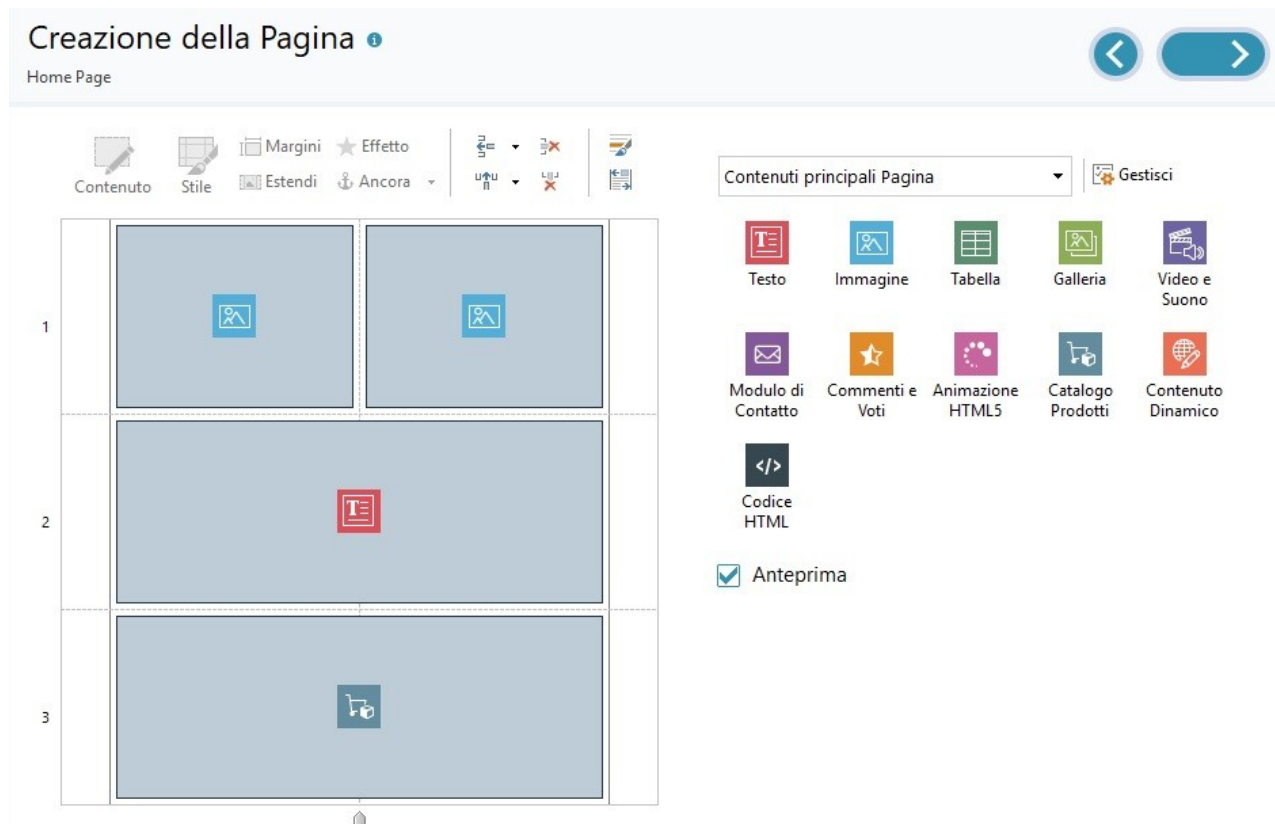 Creazione della Pagina
Home Page
Margini
Effetto
Contenuto
Stile
Estendi
Ancora
Contenuti principali Pagina
Gestisci
1
2
3
Testo
Immagine
Tabella
Galleria
Video e
Suono
Modulo di
Contatto
Commenti e
Voti
Animazione
HTML5
Catalogo
Prodotti
Contenuto
Dinamico
Codice
HTML
Anteprima